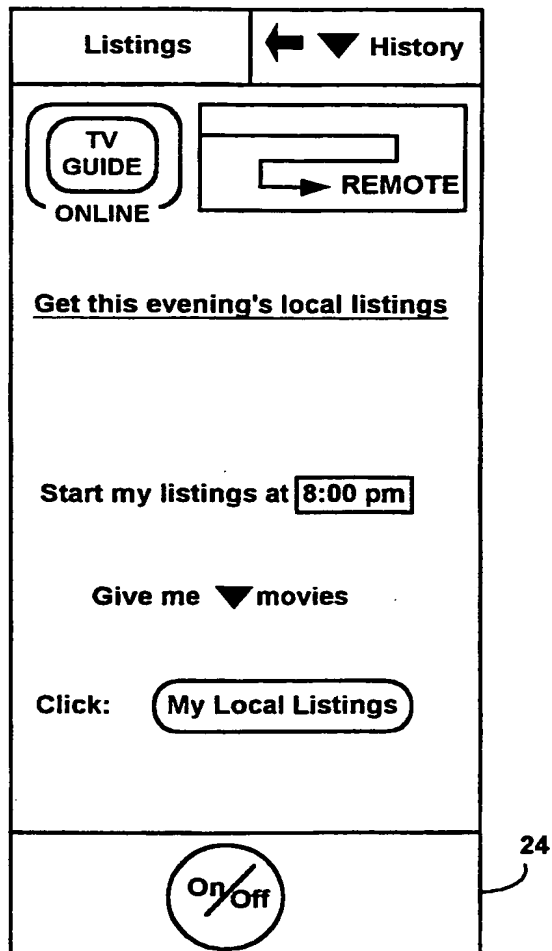 Listings
History
TV
GUIDE
ONLINE
REMOTE
Get this evening's local listings
Start my listings at 8:00 pm
Give me movies
Click: My Local Listings
On/Off
24